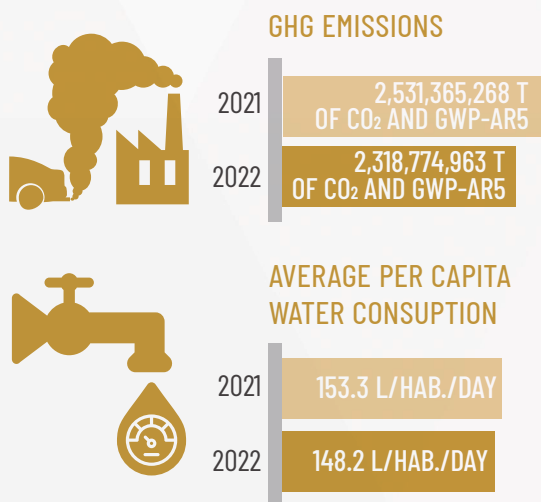 GHG EMISSIONS
2021
2,531,365,268 T
OF CO₂ AND GWP-AR5
2022
2,318,774,963 T
OF CO₂ AND GWP-AR5
AVERAGE PER CAPITA
WATER CONSUPTION
2021
153.3 L/HAB./DAY
2022
148.2 L/HAB./DAY